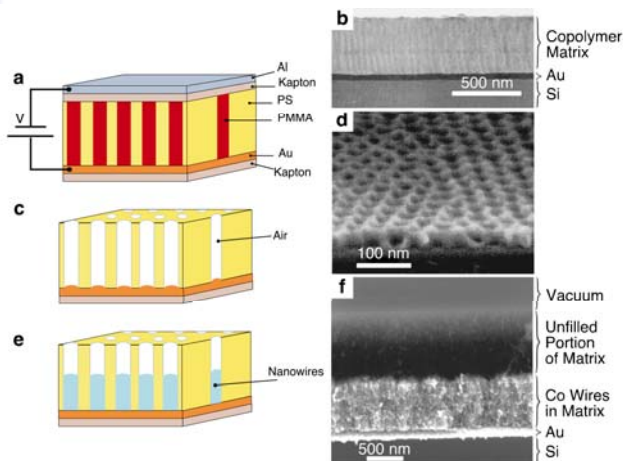 a
Al
Kapton
PS
PMMA
Au
Kapton
V
b
Copolymer
Matrix
Au
Si
500 nm
c
Air
d
100 nm
e
Nanowires
f
Vacuum
Unfilled
Portion
of Matrix
Co Wires
in Matrix
Au
Si
500 nm